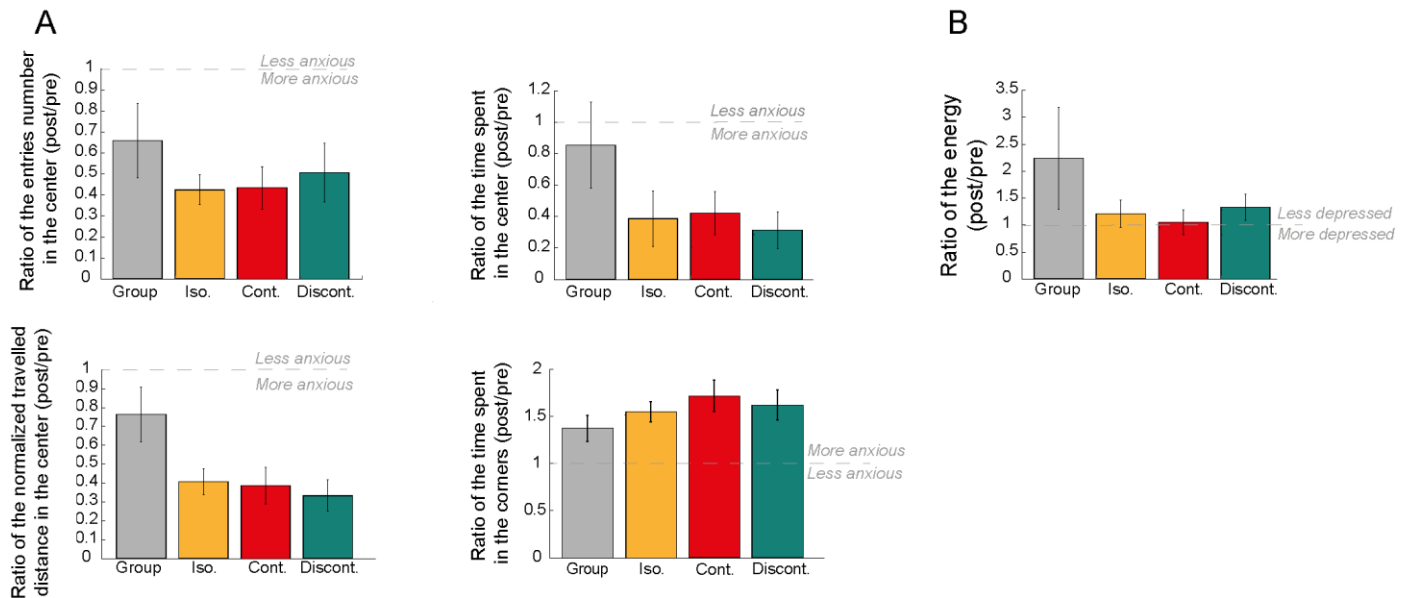 A
Ratio of the entries numnber
in the center (post/pre)
1
0.9
0.8
0.7
0.6
0.5
0.4
0.3
0.2
0.1
0
Less anxious
More anxious
Group Iso. Cont. Discont.
Ratio of the time spent
in the center (post/pre)
1.2
1
0.8
0.6
0.4
0.2
0
Less anxious
More anxious
Group Iso. Cont. Discont.
B
Ratio of the energy
(post/pre)
3.5
3
2.5
2
1.5
1
0.5
0
Less depressed
More depressed
Group Iso. Cont. Discont.
Ratio of the normalized travelled
distance in the center (post/pre)
1
0.9
0.8
0.7
0.6
0.5
0.4
0.3
0.2
0.1
0
Less anxious
More anxious
Group Iso. Cont. Discont.
Ratio of the time spent
in the corners (post/pre)
2
1.5
1
0.5
0
More anxious
Less anxious
Group Iso. Cont. Discont.